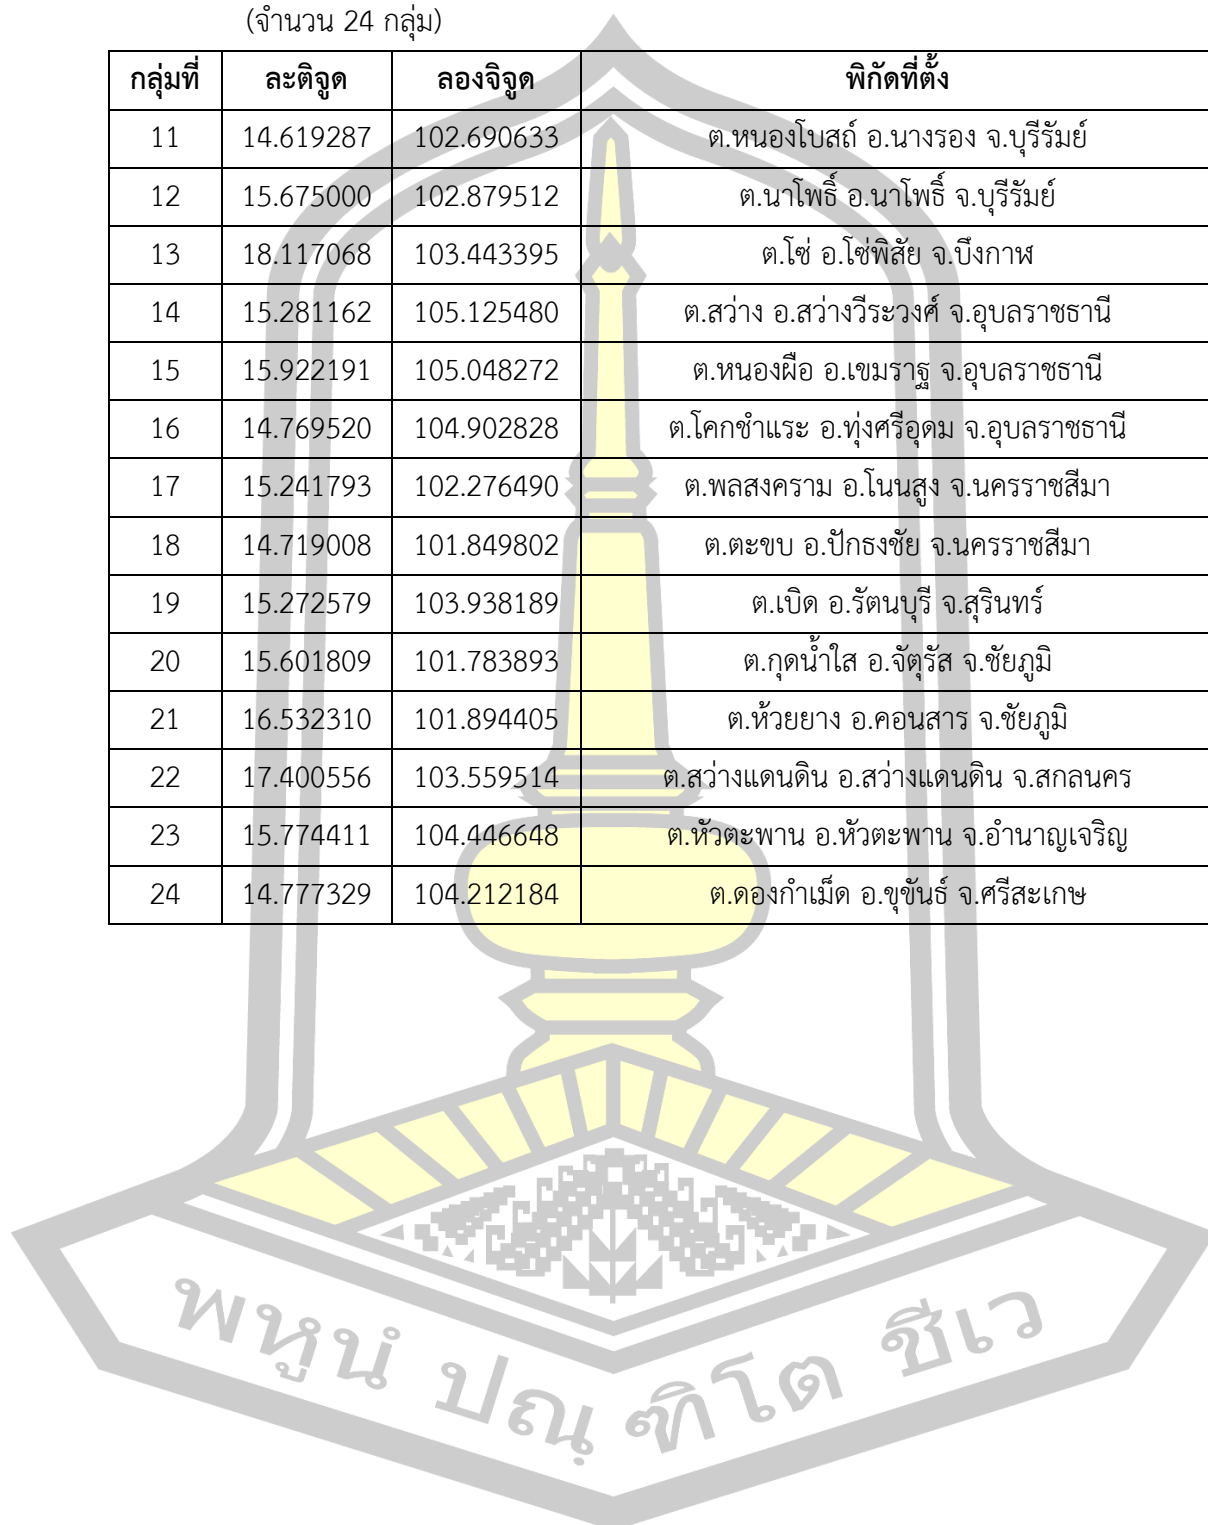 (จำนวน 24 กลุ่ม)
กลุ่มที่ ละติจูด ลองจิจูด พิกัดที่ตั้ง
11 14.619287 102.690633 ต.หนองโบสถ์ อ.นางรอง จ.บุรีรัมย์
12 15.675000 102.879512 ต.นาโพธิ์ อ.นาโพธิ์ จ.บุรีรัมย์
13 18.117068 103.443395 ต.โซ่ อ.โซ่พิสัย จ.บึงกาฬ
14 15.281162 105.125480 ต.สว่าง อ.สว่างวีระวงศ์ จ.อุบลราชธานี
15 15.922191 105.048272 ต.หนองผือ อ.เขมราฐ จ.อุบลราชธานี
16 14.769520 104.902828 ต.โคกชำแระ อ.ทุ่งศรีอุดม จ.อุบลราชธานี
17 15.241793 102.276490 ต.พลสงคราม อ.โนนสูง จ.นครราชสีมา
18 14.719008 101.849802 ต.ตะขบ อ.ปักธงชัย จ.นครราชสีมา
19 15.272579 103.938189 ต.เบิด อ.รัตนบุรี จ.สุรินทร์
20 15.601809 101.783893 ต.กุดน้ำใส อ.จัตุรัส จ.ชัยภูมิ
21 16.532310 101.894405 ต.ห้วยยาง อ.คอนสาร จ.ชัยภูมิ
22 17.400556 103.559514 ต.สว่างแดนดิน อ.สว่างแดนดิน จ.สกลนคร
23 15.774411 104.446648 ต.หัวตะพาน อ.หัวตะพาน จ.อำนาญเจริญ
24 14.777329 104.212184 ต.ดองกำเม็ด อ.ขุขันธ์ จ.ศรีสะเกษ
พหูนํ ปณฺฑิโต ชีเว